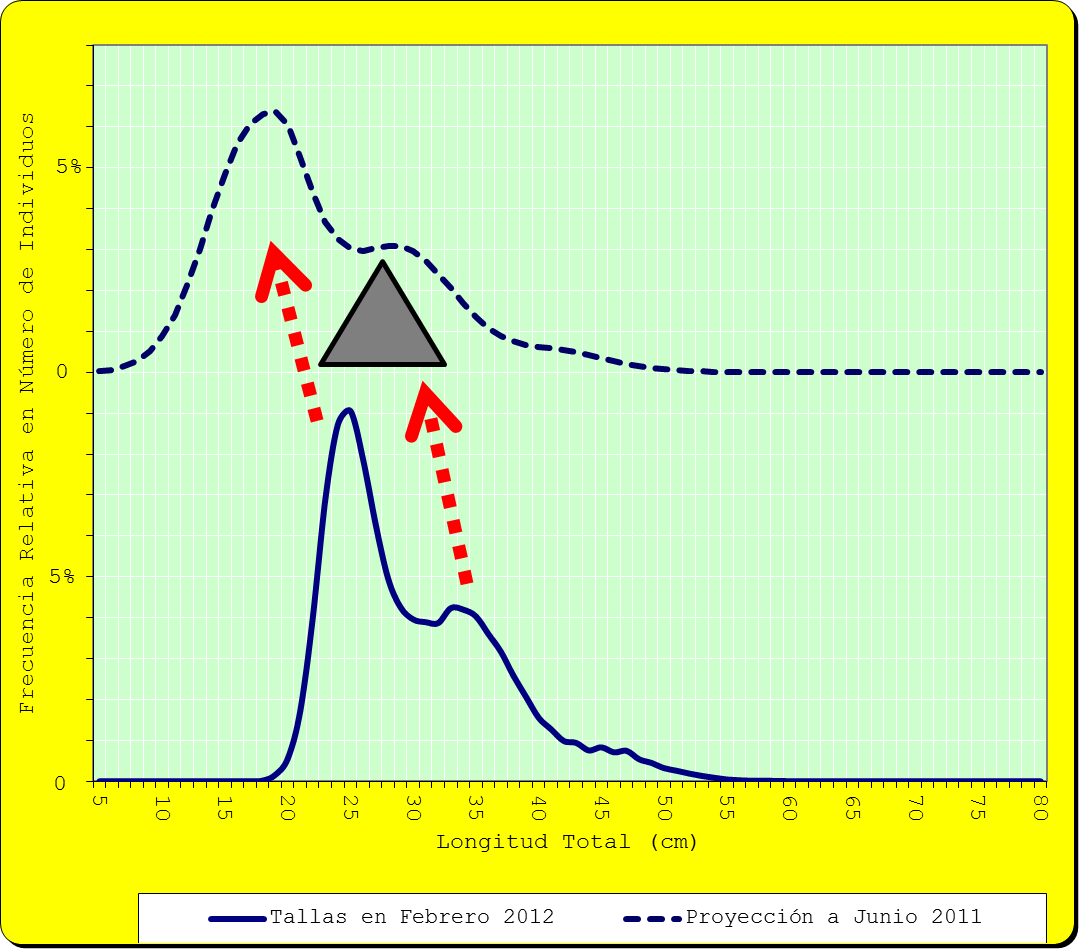 Frecuencia Relativa en Número de Individuos
5%
0
5%
0
5 10 15 20 25 30 35 40 45 50 55 60 65 70 75 80
Longitud Total (cm)
Tallas en Febrero 2012 Proyección a Junio 2011